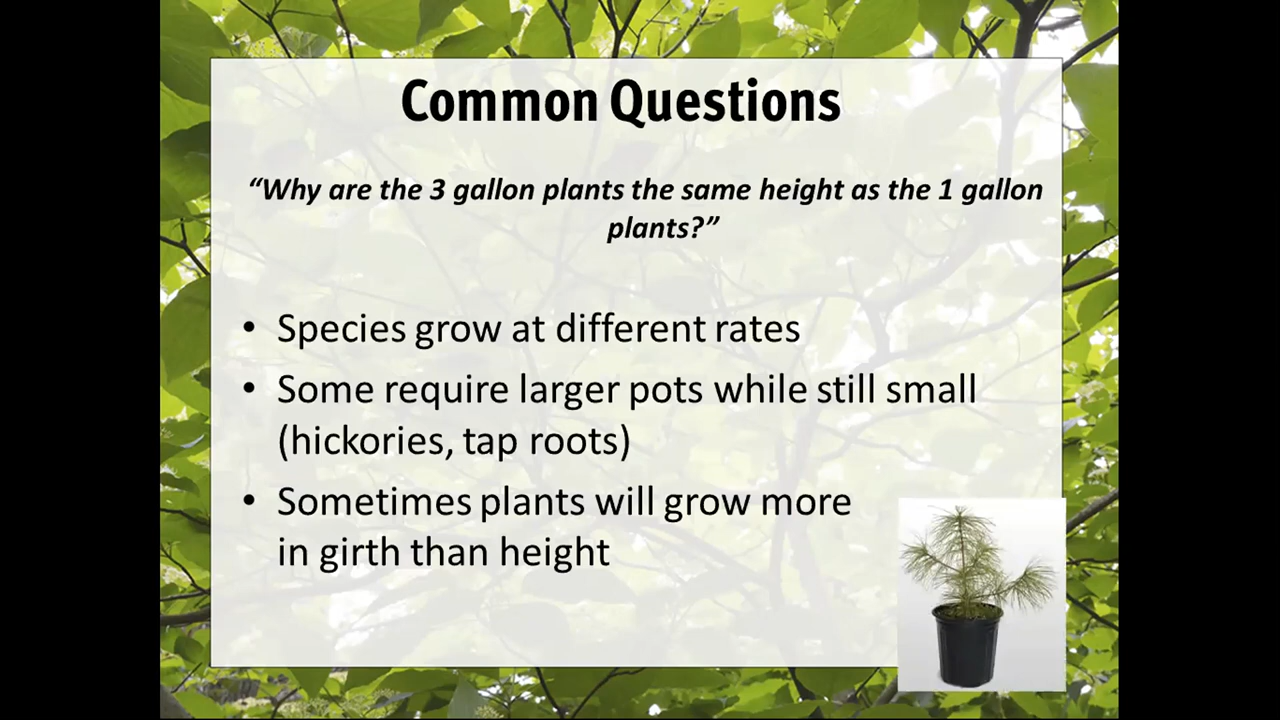 Common Questions
“Why are the 3 gallon plants the same height as the 1 gallon
plants?”
• Species grow at different rates
• Some require larger pots while still small
(hickories, tap roots)
• Sometimes plants will grow more
in girth than height